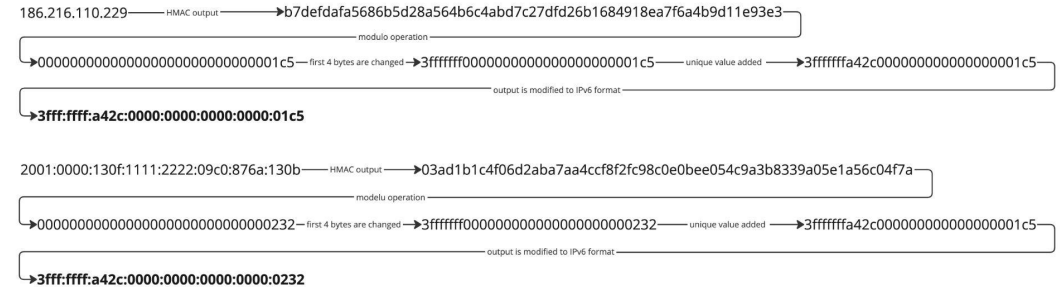 186.216.110.229 HMAC output b7defdafa5686b5d28a564b6c4abd7c27dfd26b1684918ea7f6a4b9d11e93e3
modulo operation
000000000000000000000000000001c5 first 4 bytes are changed 3fffffff0000000000000000000001c5 unique value added 3fffffffa42c000000000000000001c5
output is modified to IPv6 format
3fff:ffff:a42c:0000:0000:0000:0000:01c5
2001:0000:130f:1111:2222:09c0:876a:130b HMAC output 03ad1b1c4f06d2aba7aa4ccf8f2fc98c0e0bee054c9a3b8339a05e1a56c04f7a
modelu operation
00000000000000000000000000000232 first 4 bytes are changed 3fffffff000000000000000000000232 unique value added 3fffffffa42c000000000000000001c5
output is modified to IPv6 format
3fff:ffff:a42c:0000:0000:0000:0000:0232